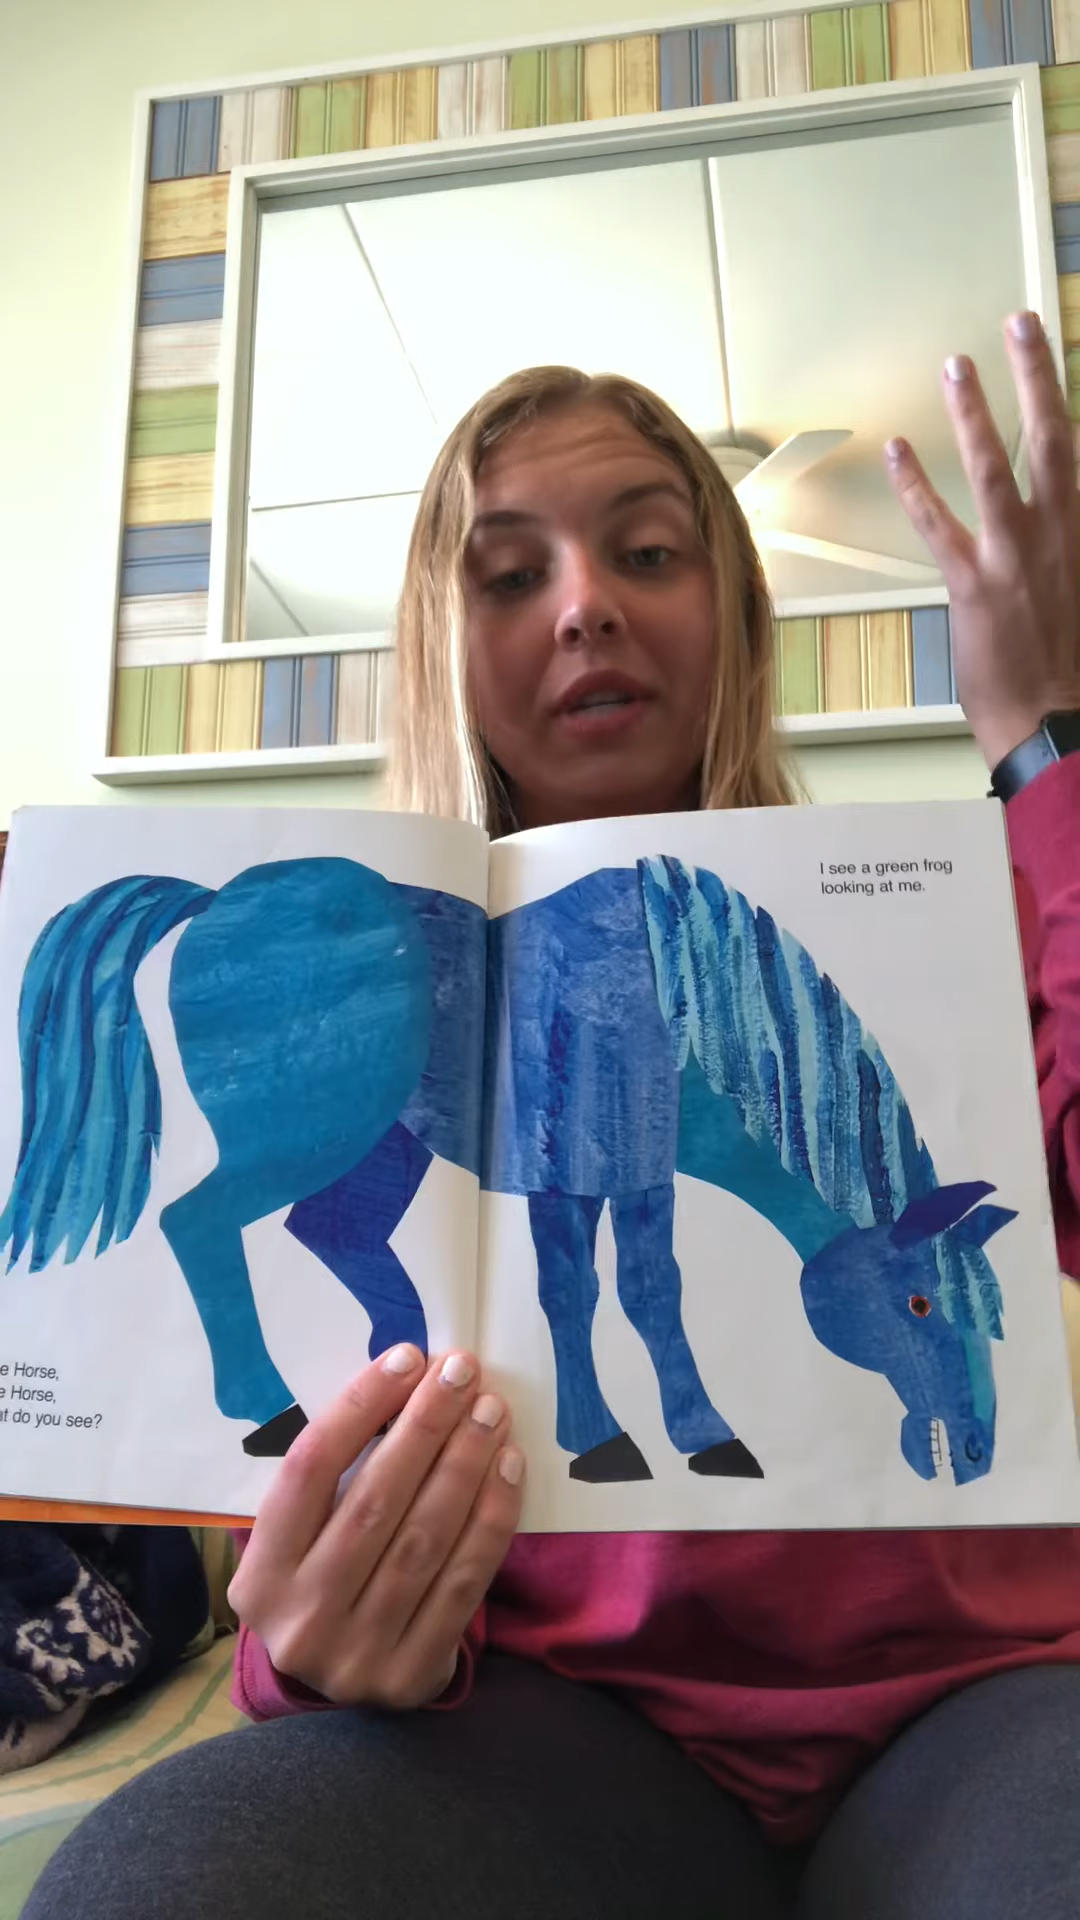 I see a green frog
looking at me.
e Horse,
e Horse,
at do you see?